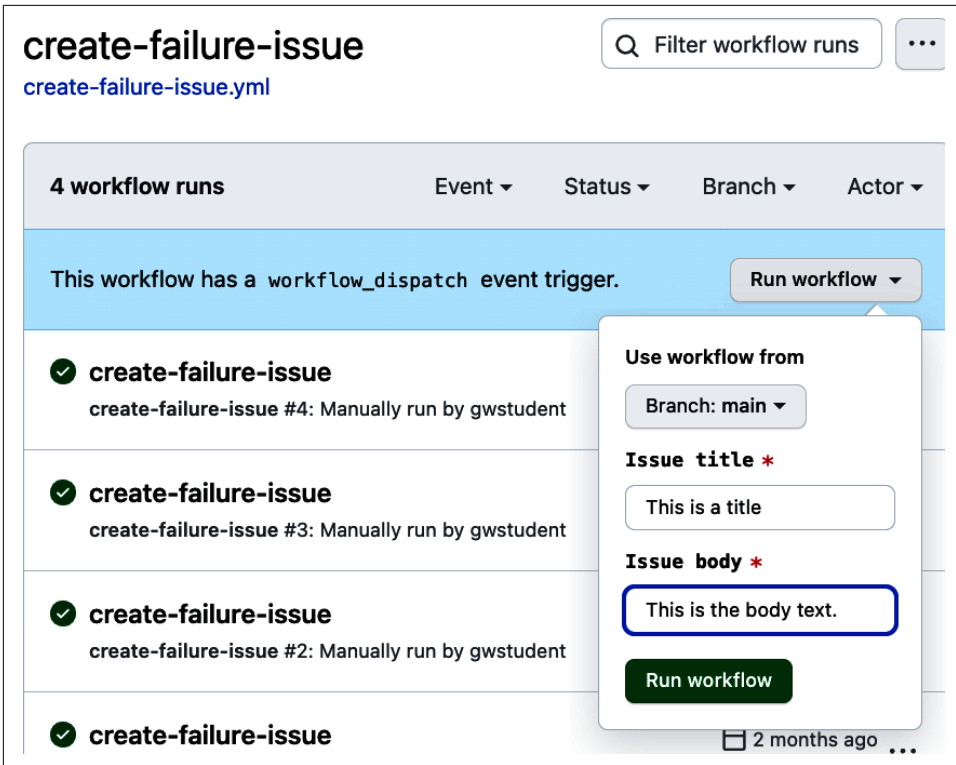 create-failure-issue
Filter workflow runs
create-failure-issue.yml
4 workflow runs
Event
Status
Branch
Actor
This workflow has a workflow_dispatch event trigger.
Run workflow
Use workflow from
Branch: main
Issue title *
This is a title
Issue body *
This is the body text.
Run workflow
create-failure-issue
create-failure-issue #4: Manually run by gwstudent
create-failure-issue
create-failure-issue #3: Manually run by gwstudent
create-failure-issue
create-failure-issue #2: Manually run by gwstudent
create-failure-issue
2 months ago